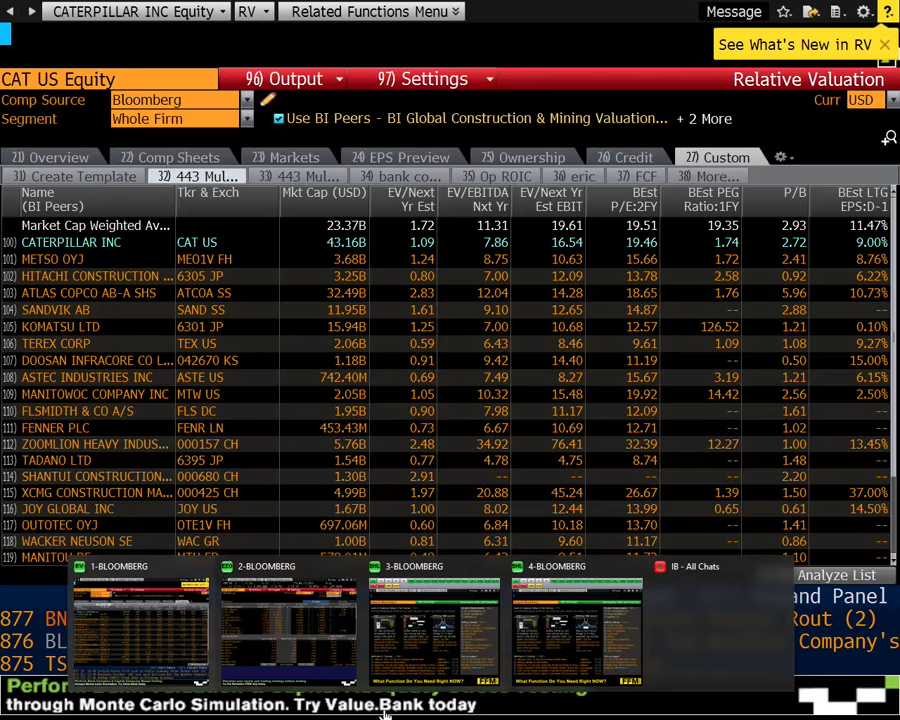 CATERPILLAR INC Equity RV Related Functions Menu Message
See What's New in RV
CAT US Equity 96) Output 97) Settings Relative Valuation
Comp Source Bloomberg Curr USD
Segment Whole Firm Use BI Peers - BI Global Construction & Mining Valuation... + 2 More
21) Overview 22) Comp Sheets 23) Markets 24) EPS Preview 25) Ownership 26) Credit 27) Custom
31) Create Template 32) 443 Mul... 33) 443 Mul... 34) bank co... 35) Op ROIC 36) eric 37) FCF 38) More...
Name Tkr & Exch Mkt Cap (USD) EV/Next EV/EBITDA EV/Next Yr BEst BEst PEG P/B BEst LTG
(BI Peers) Yr Est Nxt Yr Est EBIT P/E:2FY Ratio:1FY EPS:D-1
Market Cap Weighted Av... 23.37B 1.72 11.31 19.61 19.51 19.35 2.93 11.47%
100) CATERPILLAR INC CAT US 43.16B 1.09 7.86 16.54 19.46 1.74 2.72 9.00%
101) METSO OYJ MEO1V FH 3.68B 1.24 8.75 10.63 15.66 1.72 2.41 8.76%
102) HITACHI CONSTRUCTION ... 6305 JP 3.25B 0.80 7.00 12.09 13.78 2.58 0.92 6.22%
103) ATLAS COPCO AB-A SHS ATCOA SS 32.49B 2.83 12.04 14.28 18.65 1.76 5.96 10.73%
104) SANDVIK AB SAND SS 11.95B 1.61 9.10 12.65 14.87 -- 2.88 --
105) KOMATSU LTD 6301 JP 15.94B 1.25 7.00 10.68 12.57 126.52 1.21 0.10%
106) TEREX CORP TEX US 2.06B 0.59 6.43 8.46 9.61 1.09 1.08 9.27%
107) DOOSAN INFRACORE CO L... 042670 KS 1.18B 0.91 9.42 14.40 11.19 -- 0.50 15.00%
108) ASTEC INDUSTRIES INC ASTE US 742.40M 0.69 7.49 8.27 15.67 3.19 1.21 6.15%
109) MANITOWOC COMPANY INC MTW US 2.05B 1.05 10.32 15.48 19.92 14.42 2.56 2.50%
110) FLSMIDTH & CO A/S FLS DC 1.95B 0.90 7.98 11.17 12.09 -- 1.61 --
111) FENNER PLC FENR LN 453.43M 0.73 6.67 10.69 12.71 -- 1.02 --
112) ZOOMLION HEAVY INDUS... 000157 CH 5.76B 2.48 34.92 76.41 32.39 12.27 1.00 13.45%
113) TADANO LTD 6395 JP 1.54B 0.77 4.78 4.75 8.74 -- 1.48 --
114) SHANTUI CONSTRUCTION... 000680 CH 1.30B 2.91 -- -- -- -- 2.20 --
115) XCMG CONSTRUCTION MA... 000425 CH 4.99B 1.97 20.88 45.24 26.67 1.39 1.50 37.00%
116) JOY GLOBAL INC JOY US 1.67B 1.00 8.02 12.44 13.99 0.65 0.61 14.50%
117) OUTOTEC OYJ OTE1V FH 697.06M 0.60 6.84 10.18 13.70 -- 1.41 --
118) WACKER NEUSON SE WAC GR 1.00B 0.81 6.31 9.60 11.17 -- 0.86 --
119)
1-BLOOMBERG 2-BLOOMBERG 3-BLOOMBERG 4-BLOOMBERG IB - All Chats
Analyze List
and Panel
877 BN Rout (2)
876 BL Company's
875 TS
Perfor
through Monte Carlo Simulation. Try Value.Bank today